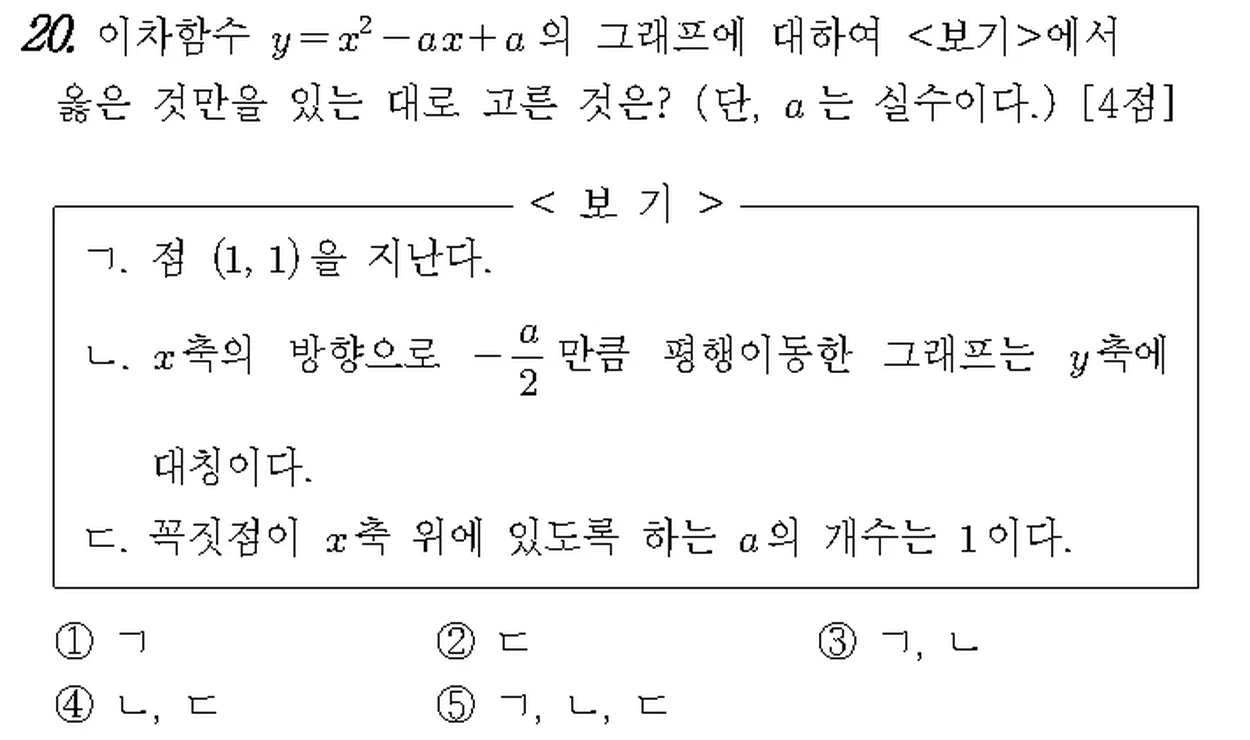 20. 이차함수 y=x²-ax+a 의 그래프에 대하여 <보기>에서
옳은 것만을 있는 대로 고른 것은? (단, a 는 실수이다.) [4점]
< 보 기 >
ㄱ. 점 (1, 1)을 지난다.
ㄴ. x축의 방향으로 -a/2 만큼 평행이동한 그래프는 y축에
대칭이다.
ㄷ. 꼭짓점이 x축 위에 있도록 하는 a의 개수는 1이다.
① ㄱ ② ㄷ ③ ㄱ, ㄴ
④ ㄴ, ㄷ ⑤ ㄱ, ㄴ, ㄷ